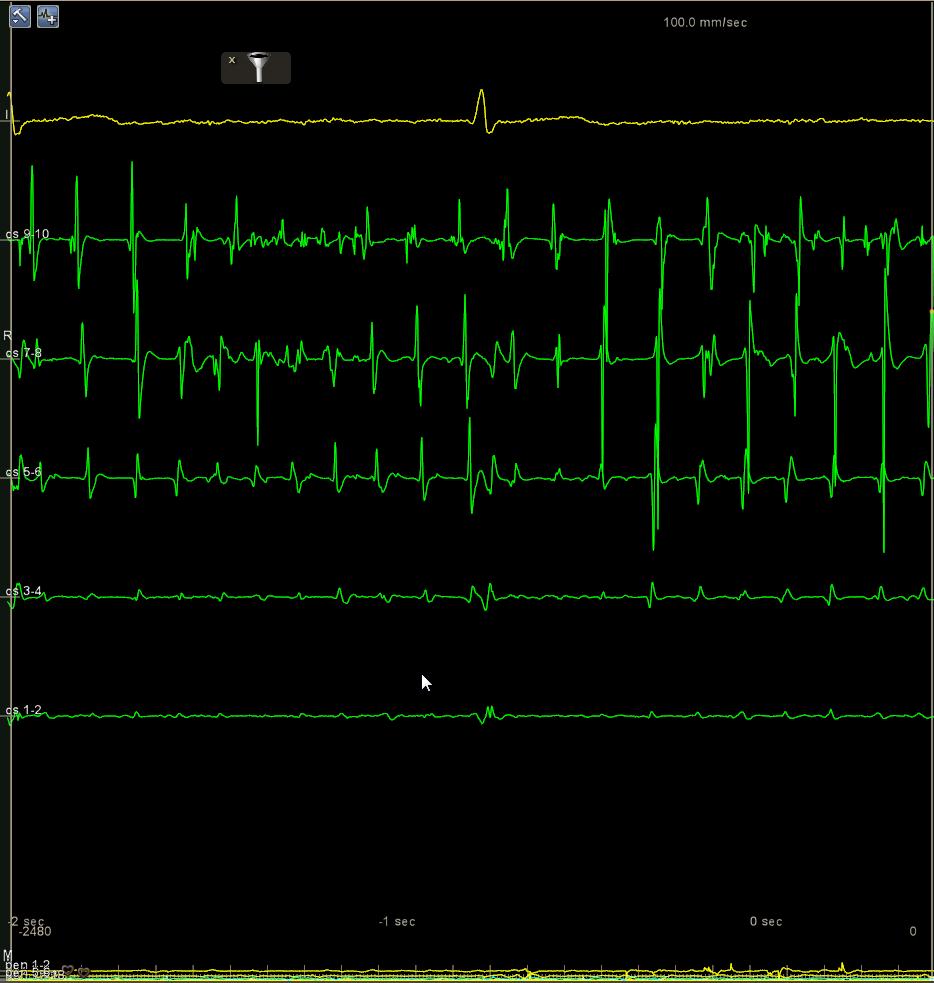 100.0 mm/sec
x
I
cs 9-10
R
cs 7-8
cs 5-6
cs 3-4
cs 1-2
-2 sec
-1 sec
0 sec
-2480
0
M
pen 1-2